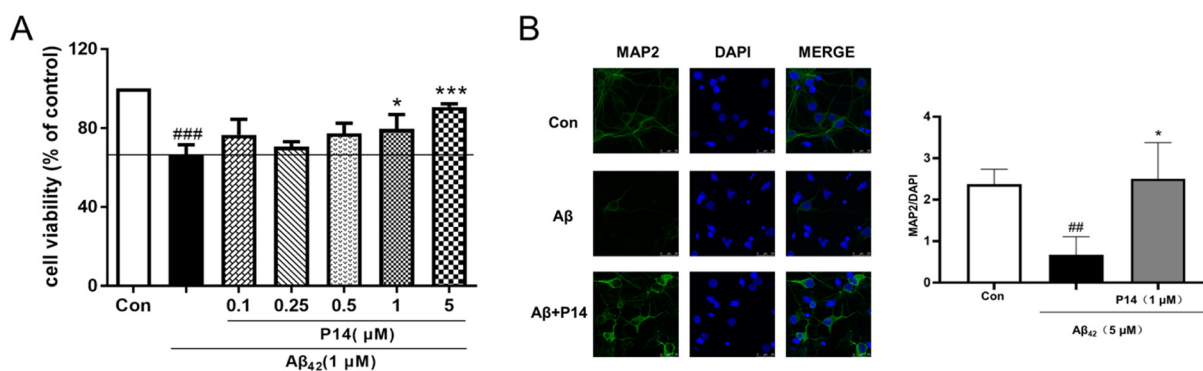 A
cell viability (% of control)
120
80
40
0
###
*
***
Con
0.1
0.25
0.5
1
5
P14( μM)
Aβ42(1 μM)
B
MAP2
DAPI
MERGE
Con
Aβ
Aβ+P14
MAP2/DAPI
4
3
2
1
0
##
*
Con
P14（1 μM）
Aβ42（5 μM）